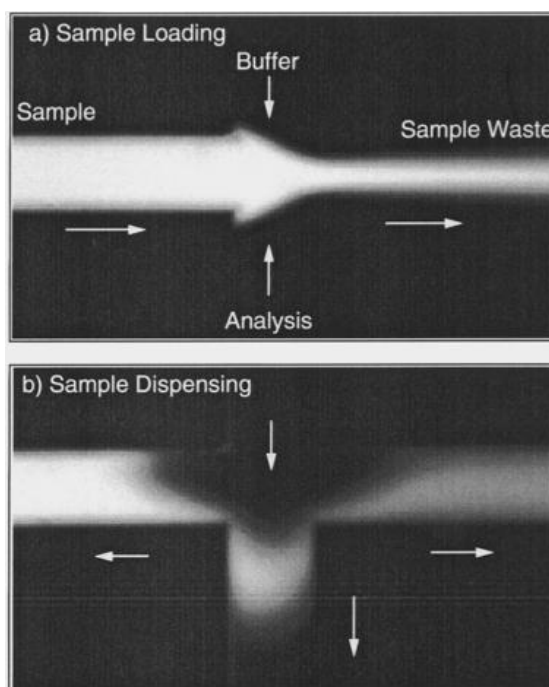 a) Sample Loading
Buffer
Sample
Sample Waste
Analysis
b) Sample Dispensing